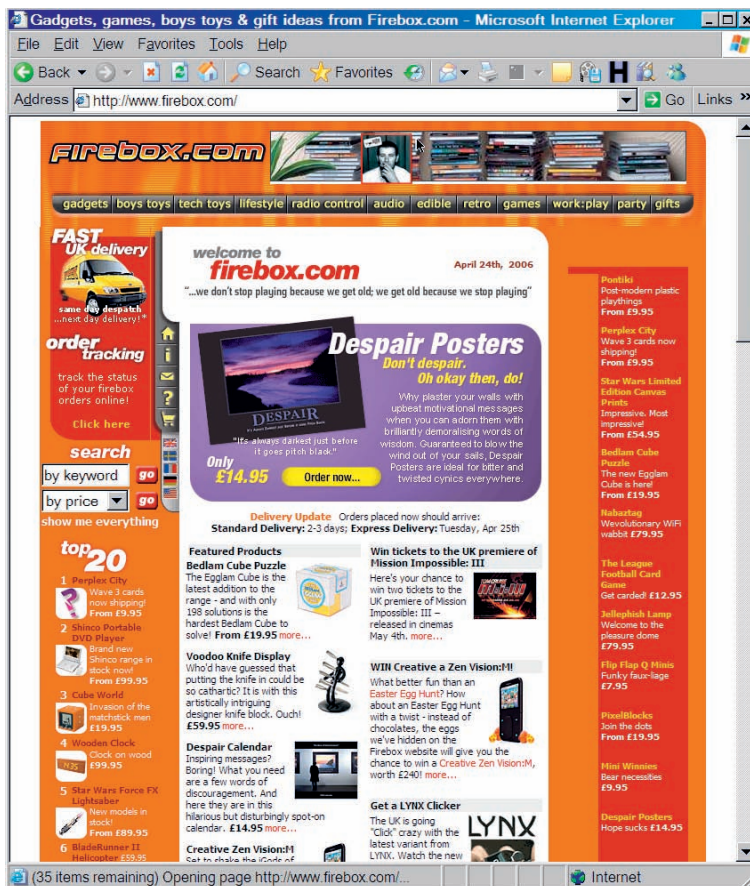 Gadgets, games, boys toys & gift ideas from Firebox.com - Microsoft Internet Explorer
File Edit View Favorites Tools Help
Back Search Favorites H
Address http://www.firebox.com/ Go Links »
FIREBOX.COM
gadgets boys toys tech toys lifestyle radio control audio edible retro games work:play party gifts
FAST
UK delivery
same day despatch
...next day delivery!*
order
tracking
track the status
of your firebox
orders online!
Click here
search
by keyword go
by price go
show me everything
top
20
1 Perplex City
Wave 3 cards
now shipping!
From £9.95
2 Shinco Portable
DVD Player
Brand new
Shinco range in
stock now!
From £99.95
3 Cube World
Invasion of the
matchstick men
£19.95
4 Wooden Clock
Clock on wood
£99.95
5 Star Wars Force FX
Lightsaber
New models in
stock!
From £89.95
6 BladeRunner II
Helicopter £59.95
welcome to
firebox.com
April 24th, 2006
"...we don't stop playing because we get old; we get old because we stop playing"
Despair Posters
Don't despair.
Oh okay then, do!
DESPAIR
"It's always darkest just before
it goes pitch black."
Only
£14.95
Order now...
Why plaster your walls with
upbeat motivational messages
when you can adorn them with
brilliantly demoralising words of
wisdom. Guaranteed to blow the
wind out of your sails, Despair
Posters are ideal for bitter and
twisted cynics everywhere.
Delivery Update Orders placed now should arrive:
Standard Delivery: 2-3 days; Express Delivery: Tuesday, Apr 25th
Featured Products
Bedlam Cube Puzzle
The Egglam Cube is the
latest addition to the
range - and with only
198 solutions is the
hardest Bedlam Cube to
solve! From £19.95 more...
Voodoo Knife Display
Who'd have guessed that
putting the knife in could be
so cathartic? It is with this
artistically intriguing
designer knife block. Ouch!
£59.95 more...
Despair Calendar
Inspiring messages?
Boring! What you need
are a few words of
discouragement. And
here they are in this
hilarious but disturbingly spot-on
calendar. £14.95 more...
Creative Zen Vision:M
Set to shake the iGods of
Win tickets to the UK premiere of
Mission Impossible: III
Here's your chance to
win two tickets to the
UK premiere of Mission
Impossible: III –
released in cinemas
May 4th. more...
WIN Creative a Zen Vision:M!
What better fun than an
Easter Egg Hunt? How
about an Egg Hunt
with a twist - instead of
chocolates, the eggs
we've hidden on the
Firebox website will give you the
chance to win a Creative Zen Vision:M,
worth £240! more...
Get a LYNX Clicker
The UK is going
"Click" crazy with the
latest variant from
LYNX. Watch the new
LYNX
Pontiki
Post-modern plastic
playthings
From £9.95
Perplex City
Wave 3 cards now
shipping!
From £9.95
Star Wars Limited
Edition Canvas
Prints
Impressive. Most
impressive!
From £54.95
Bedlam Cube
Puzzle
The new Egglam
Cube is here!
From £19.95
Nabaztag
Wevolutionary WiFi
wabbit £79.95
The League
Football Card
Game
Get carded! £12.95
Jellephish Lamp
Welcome to the
pleasure dome
£79.95
Flip Flap Q Minis
Funky faux-liage
£7.95
PixelBlocks
Join the dots
From £19.95
Mini Winnies
Bear necessities
£9.95
Despair Posters
Hope sucks £14.95
(35 items remaining) Opening page http://www.firebox.com/... Internet